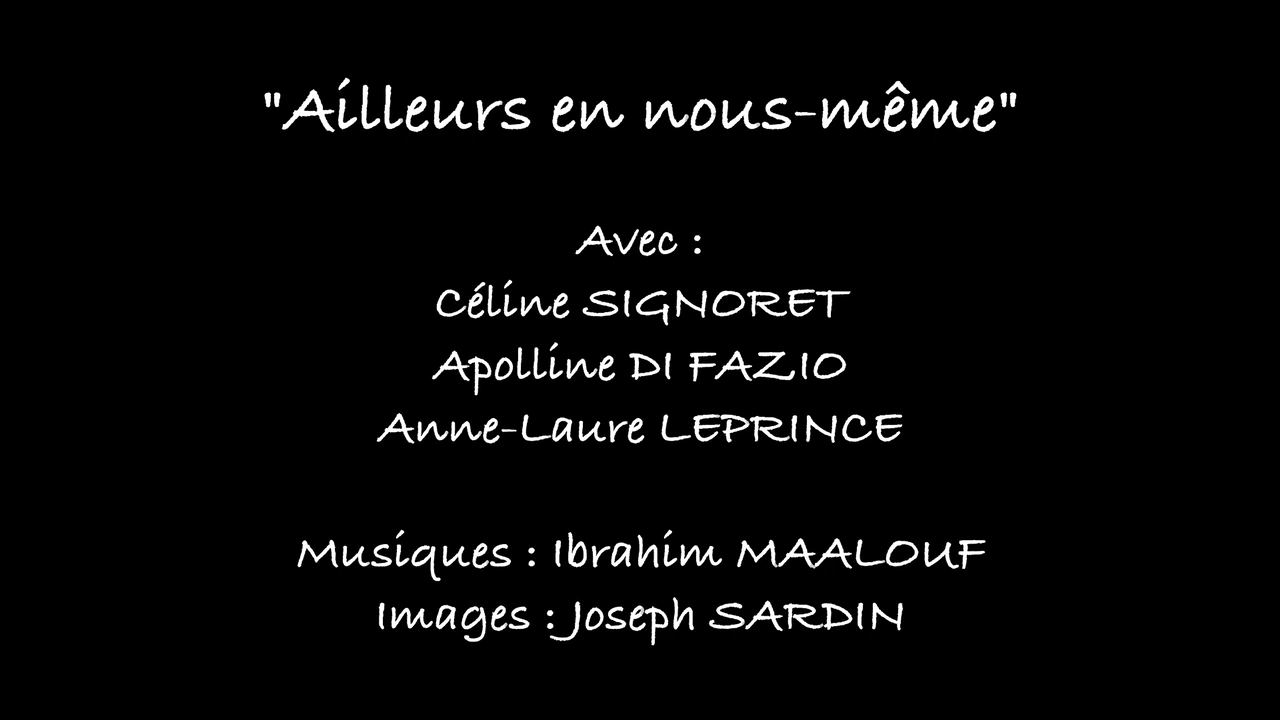 "Ailleurs en nous-même"
Avec :
Céline SIGNORET
Apolline DI FAZIO
Anne-Laure LEPRINCE
Musiques : Ibrahim MAALOUF
Images : Joseph SARDIN